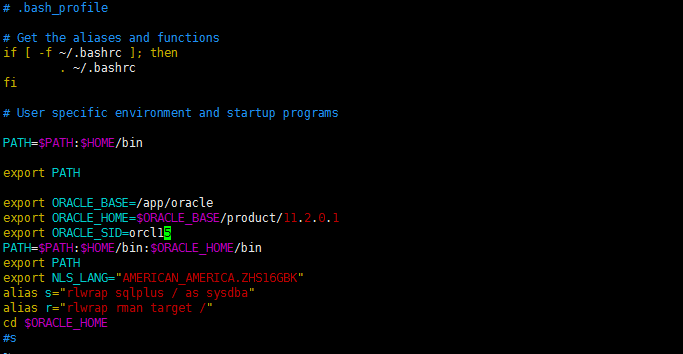 # .bash_profile
# Get the aliases and functions
if [ -f ~/.bashrc ]; then
. ~/.bashrc
fi
# User specific environment and startup programs
PATH=$PATH:$HOME/bin
export PATH
export ORACLE_BASE=/app/oracle
export ORACLE_HOME=$ORACLE_BASE/product/11.2.0.1
export ORACLE_SID=orcl15
PATH=$PATH:$HOME/bin:$ORACLE_HOME/bin
export PATH
export NLS_LANG="AMERICAN_AMERICA.ZHS16GBK"
alias s="rlwrap sqlplus / as sysdba"
alias r="rlwrap rman target /"
cd $ORACLE_HOME
#s